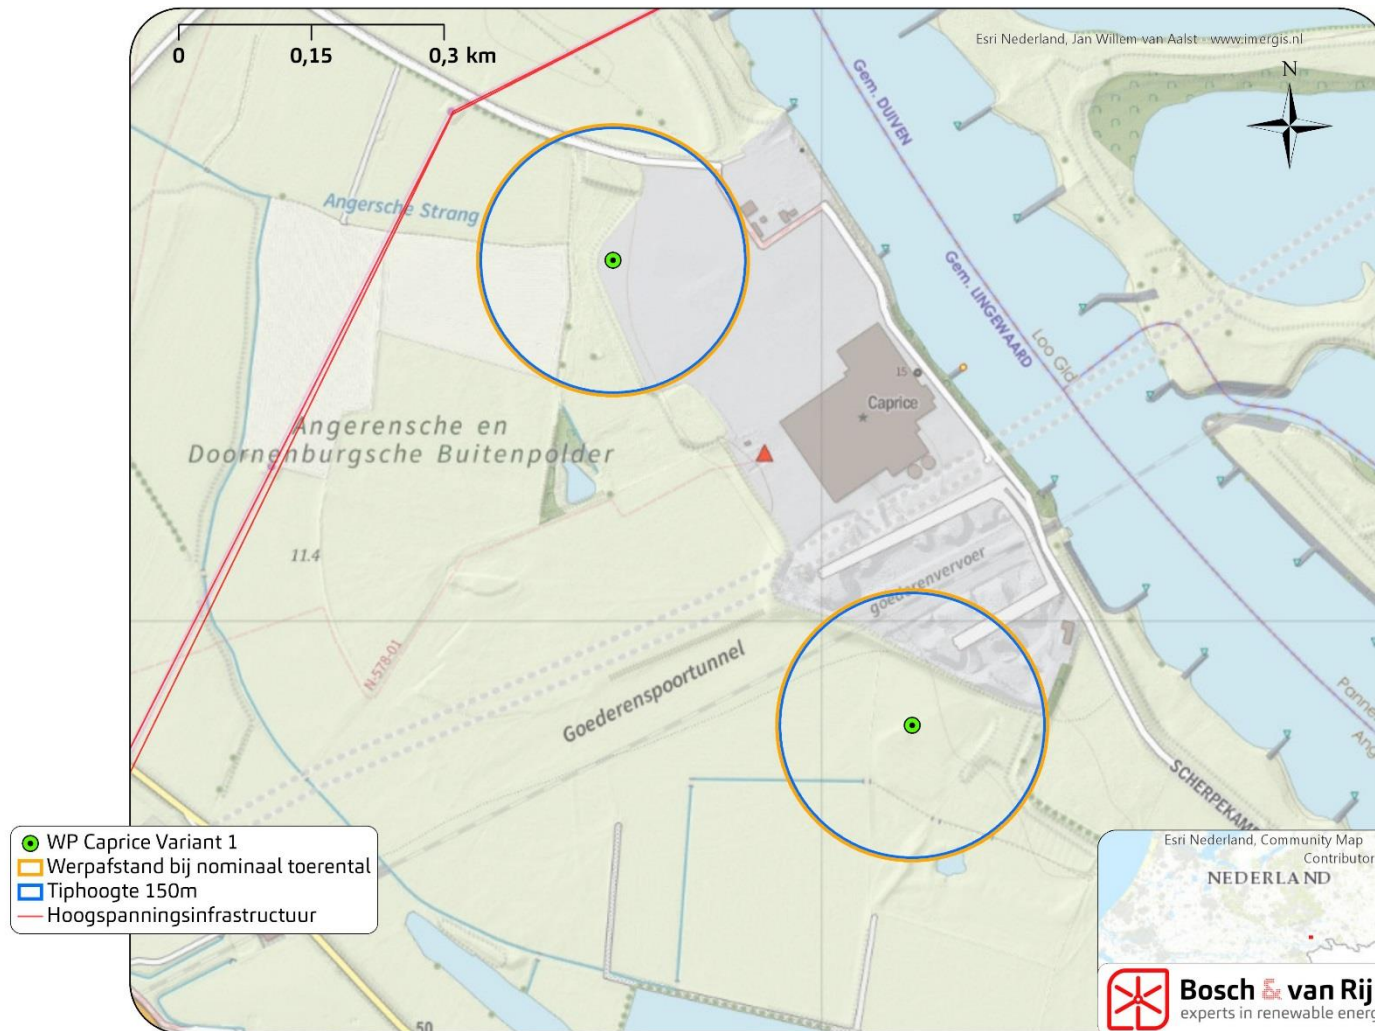 0 0,15 0,3 km
Esri Nederland, Jan Willem van Aalst - www.imergis.nl
N
Gem. DUIVEN
Angersche Strang
Gem. LINGEWAARD
Loo Gld
15
Caprice
Angerensche en
Doornenburgsche Buitenpolder
11.4
goederenvervoer
N-578-01
Goederenspoortunnel
Panne
Ang
SCHERPEKAM
WP Caprice Variant 1
Werpafstand bij nominaal toerental
Tiphoogte 150m
Hoogspanningsinfrastructuur
Esri Nederland, Community Map
Contributor
NEDERLAND
Bosch & van Rij
experts in renewable energ
50